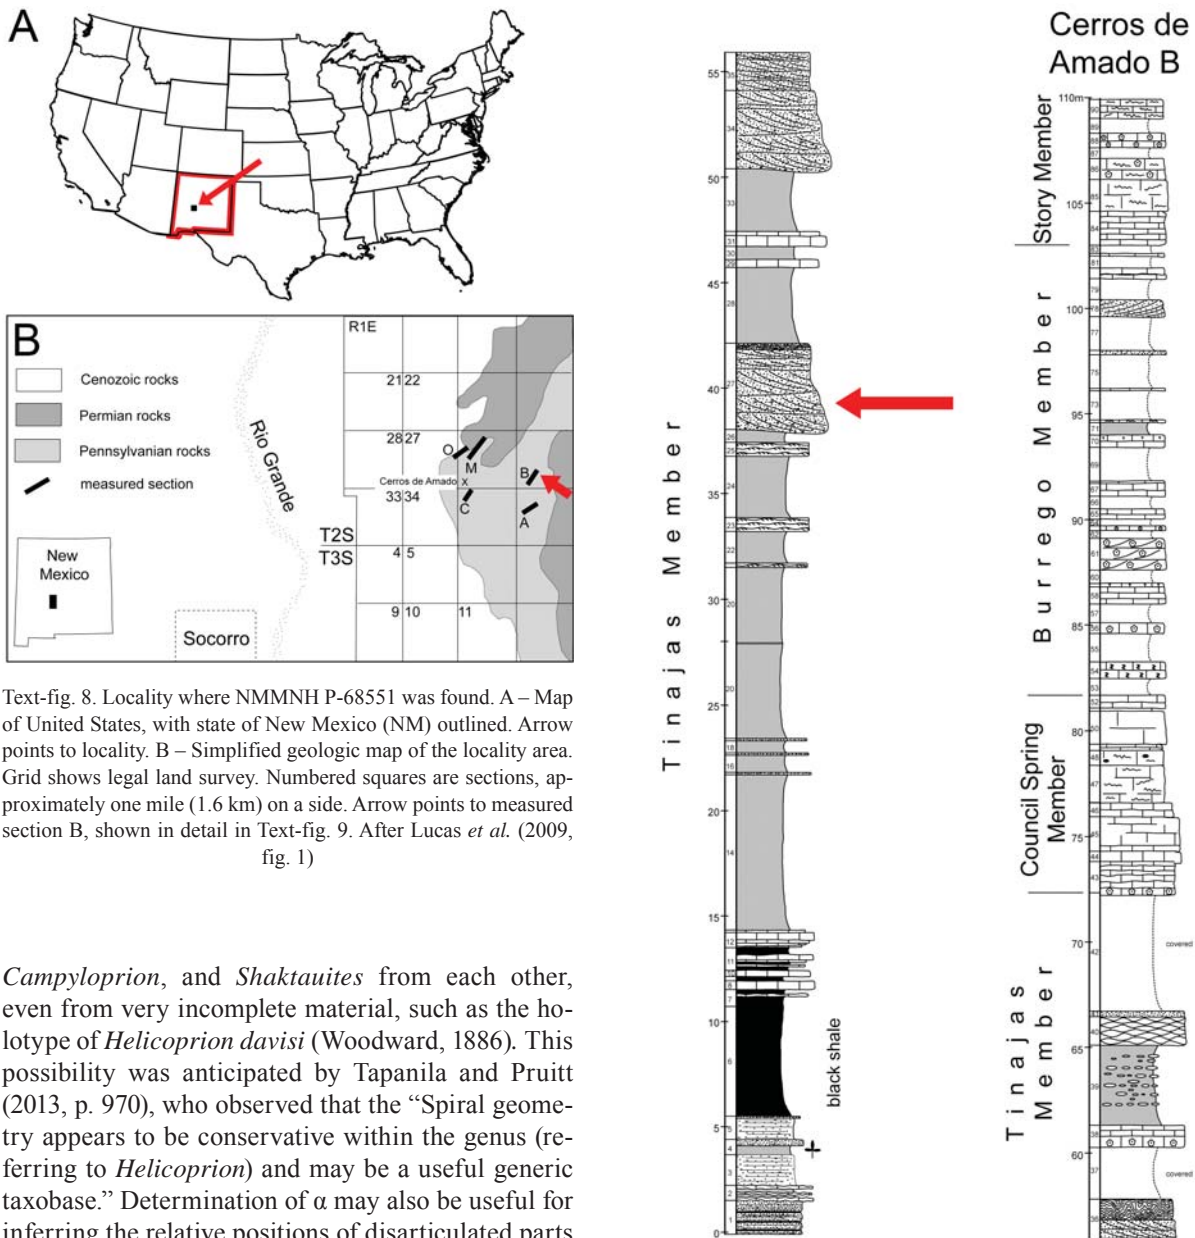 A
B
R1E
Cenozoic rocks
Permian rocks
Pennsylvanian rocks
measured section
21 22
28 27
33 34
4 5
9 10
11
Rio Grande
O
M
B
Cerros de Amado X
C
A
T2S
T3S
New
Mexico
Socorro
Text-fig. 8. Locality where NMMNH P-68551 was found. A – Map
of United States, with state of New Mexico (NM) outlined. Arrow
points to locality. B – Simplified geologic map of the locality area.
Grid shows legal land survey. Numbered squares are sections, ap-
proximately one mile (1.6 km) on a side. Arrow points to measured
section B, shown in detail in Text-fig. 9. After Lucas et al. (2009,
fig. 1)
Campyloprion, and Shaktauites from each other,
even from very incomplete material, such as the ho-
lotype of Helicoprion davisi (Woodward, 1886). This
possibility was anticipated by Tapanila and Pruitt
(2013, p. 970), who observed that the “Spiral geome-
try appears to be conservative within the genus (re-
ferring to Helicoprion) and may be a useful generic
taxobase.” Determination of α may also be useful for
inferring the relative positions of disarticulated parts
Tinajas Member
55
50
45
40
35
30
25
20
15
10
5
0
black shale
Cerros de
Amado B
110m
105
100
95
90
85
80
75
70
65
60
Story Member
Burrego Member
Council Spring
Member
Tinajas
Member
covered
covered